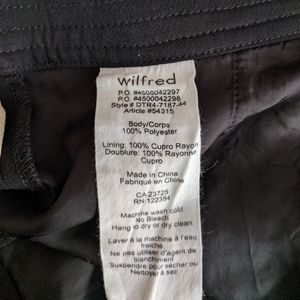 wilfred
P.O. #4500042297
P.O. #4500042298
Style # DTR4-7187-44
Article #54315
Body/Corps
100% Polyester
Lining: 100% Cupro Rayon
Doublure: 100% Rayonne
Cupro
Made in China
Fabriqué en Chine
CA 23725
RN 122354
Machine wash cold
No Bleach
Hang to dry or dry clean
Laver à la machine à l'eau
fraiche.
Ne pas utiliser d'agent de
blanchiment
Suspendre pour sécher ou
Nettoyer à sec